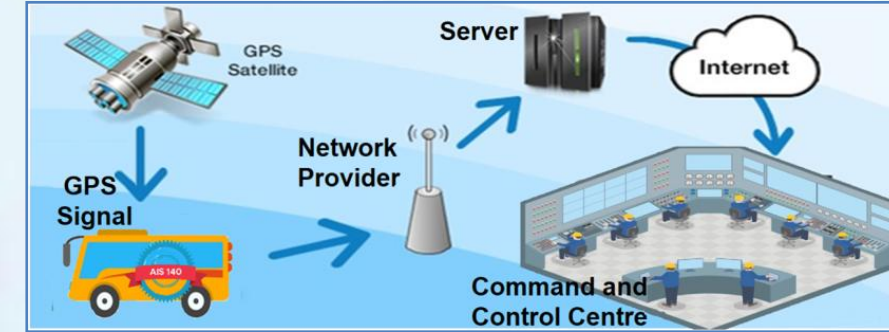 GPS
Satellite
GPS
Signal
AIS 140
Network
Provider
Server
Internet
Command and
Control Centre